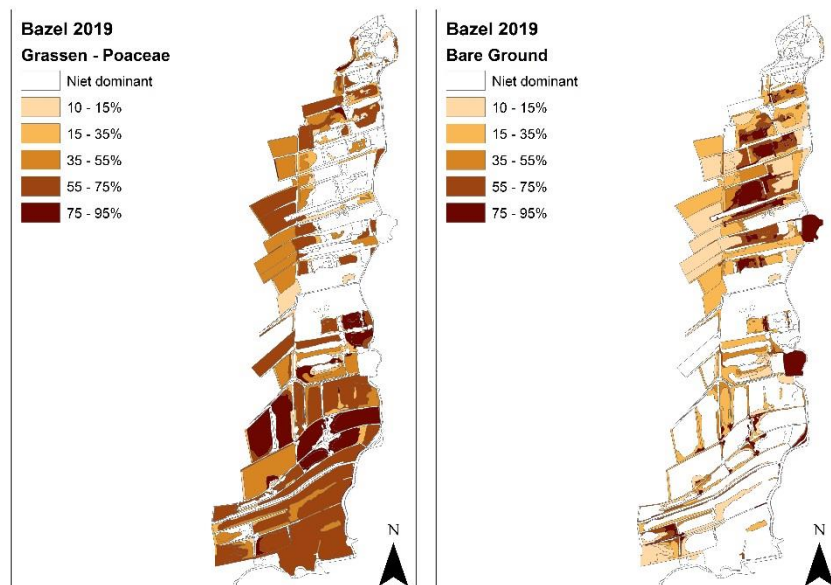 Bazel 2019
Grassen - Poaceae
Niet dominant
10 - 15%
15 - 35%
35 - 55%
55 - 75%
75 - 95%
N
Bazel 2019
Bare Ground
Niet dominant
10 - 15%
15 - 35%
35 - 55%
55 - 75%
75 - 95%
N